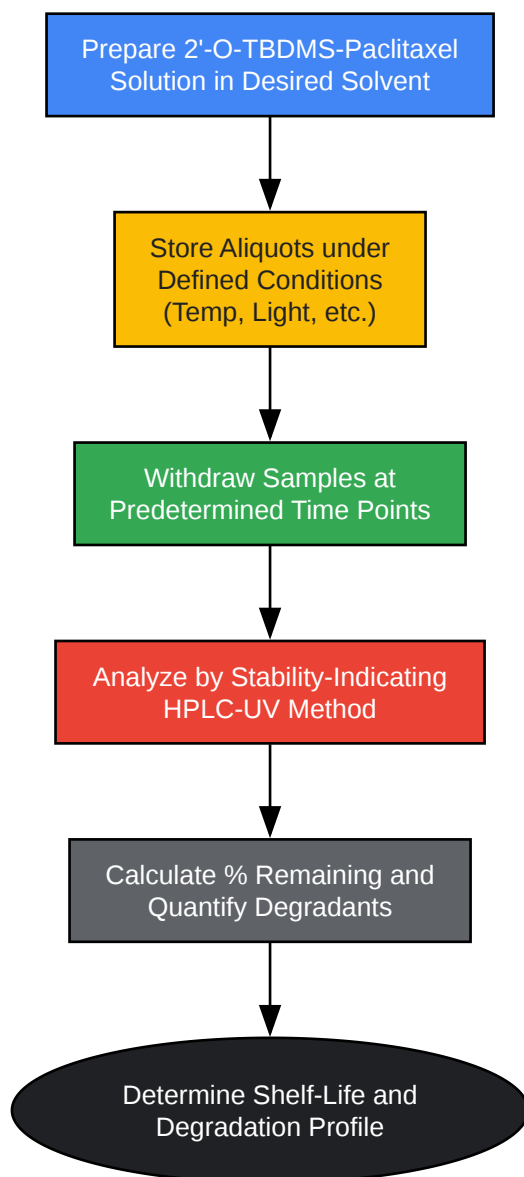 Prepare 2'-O-TBDMS-Paclitaxel
Solution in Desired Solvent
Store Aliquots under
Defined Conditions
(Temp, Light, etc.)
Withdraw Samples at
Predetermined Time Points
Analyze by Stability-Indicating
HPLC-UV Method
Calculate % Remaining and
Quantify Degradants
Determine Shelf-Life and
Degradation Profile